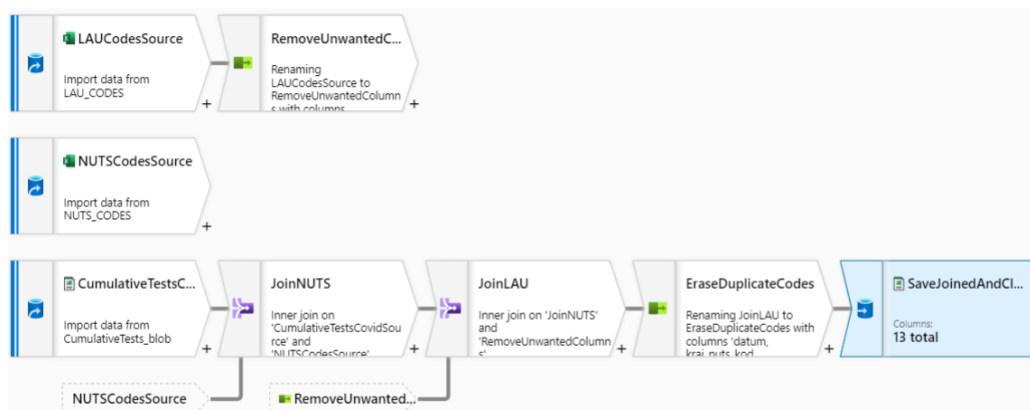 LAUCodesSource
Import data from
LAU_CODES
+
RemoveUnwantedC...
Renaming
LAUCodesSource to
RemoveUnwantedColumn
s with columns
+
NUTSCodesSource
Import data from
NUTS_CODES
+
CumulativeTestsC...
Import data from
CumulativeTests_blob
+
JoinNUTS
Inner join on
'CumulativeTestsCovidSou
rce' and
'NUTSCodesSource'
+
JoinLAU
Inner join on 'JoinNUTS'
and
'RemoveUnwantedColumn
s'
+
EraseDuplicateCodes
Renaming JoinLAU to
EraseDuplicateCodes with
columns 'datum,
kraj_nuts_kod
+
SaveJoinedAndCl...
Columns:
13 total
NUTSCodesSource
RemoveUnwanted...